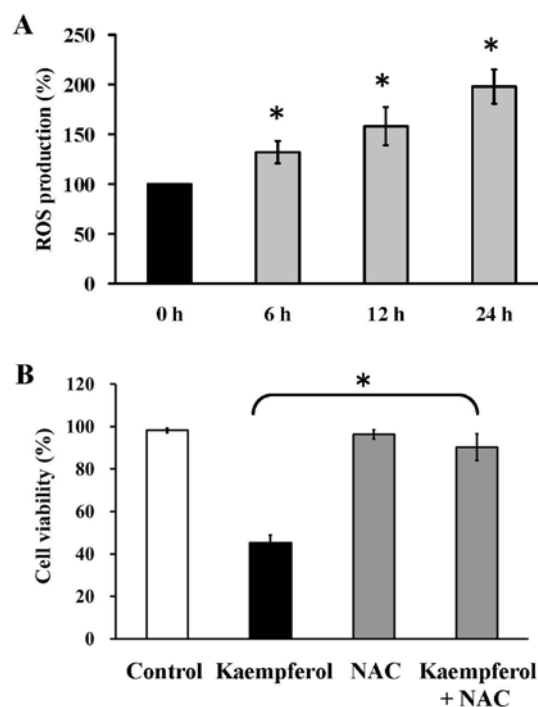 A
250
200
150
100
50
0
ROS production (%)
*
*
*
0 h 6 h 12 h 24 h
B
120
100
80
60
40
20
0
Cell viability (%)
*
Control Kaempferol NAC Kaempferol
+ NAC